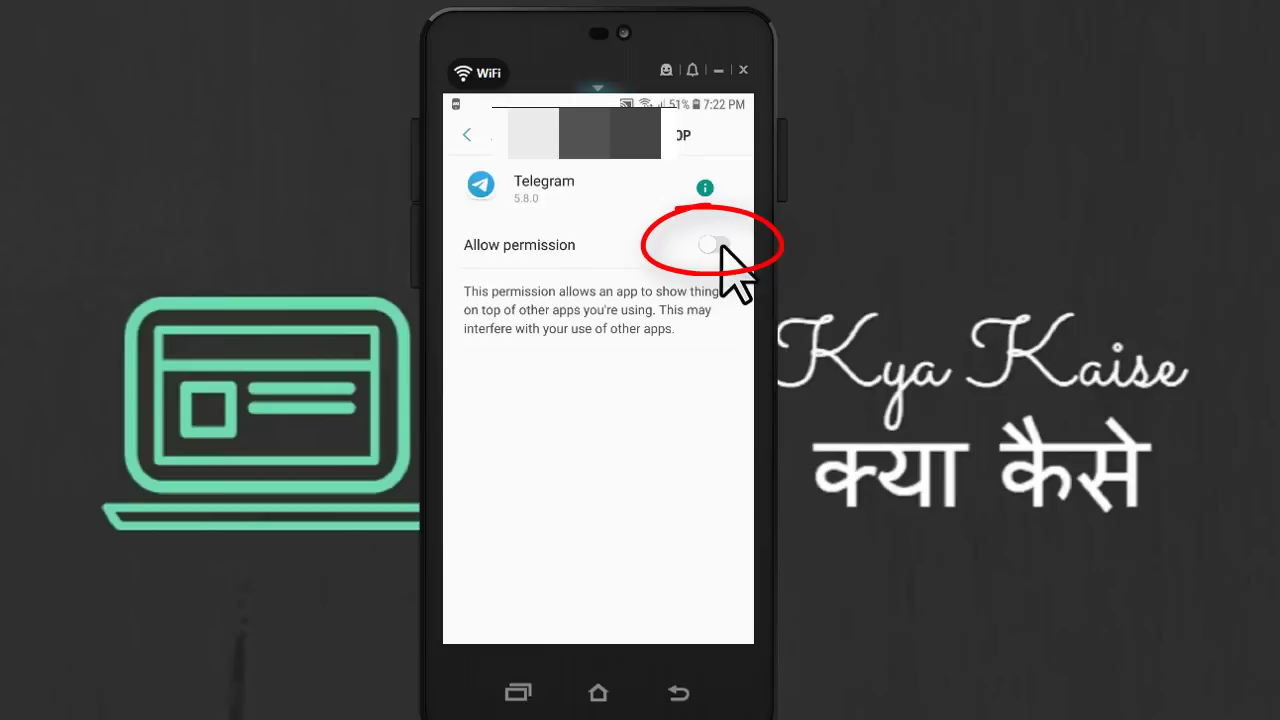 WiFi
51% 7:22 PM
OP
Telegram
5.8.0
Allow permission
This permission allows an app to show thing
on top of other apps you're using. This may
interfere with your use of other apps.
Kya Kaise
क्या कैसे